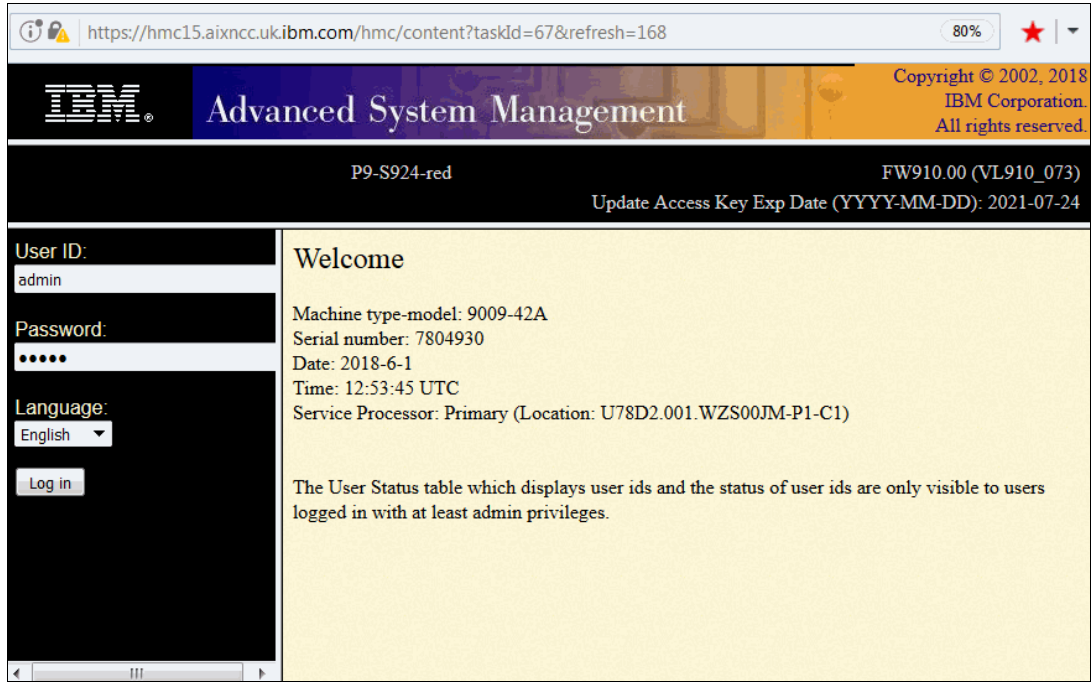 https://hmc15.aixncc.uk.ibm.com/hmc/content?taskId=67&refresh=168
80%
IBM®
Advanced System Management
Copyright © 2002, 2018
IBM Corporation.
All rights reserved.
P9-S924-red
FW910.00 (VL910_073)
Update Access Key Exp Date (YYYY-MM-DD): 2021-07-24
User ID:
admin
Password:
•••••
Language:
English
Log in
Welcome
Machine type-model: 9009-42A
Serial number: 7804930
Date: 2018-6-1
Time: 12:53:45 UTC
Service Processor: Primary (Location: U78D2.001.WZS00JM-P1-C1)
The User Status table which displays user ids and the status of user ids are only visible to users
logged in with at least admin privileges.